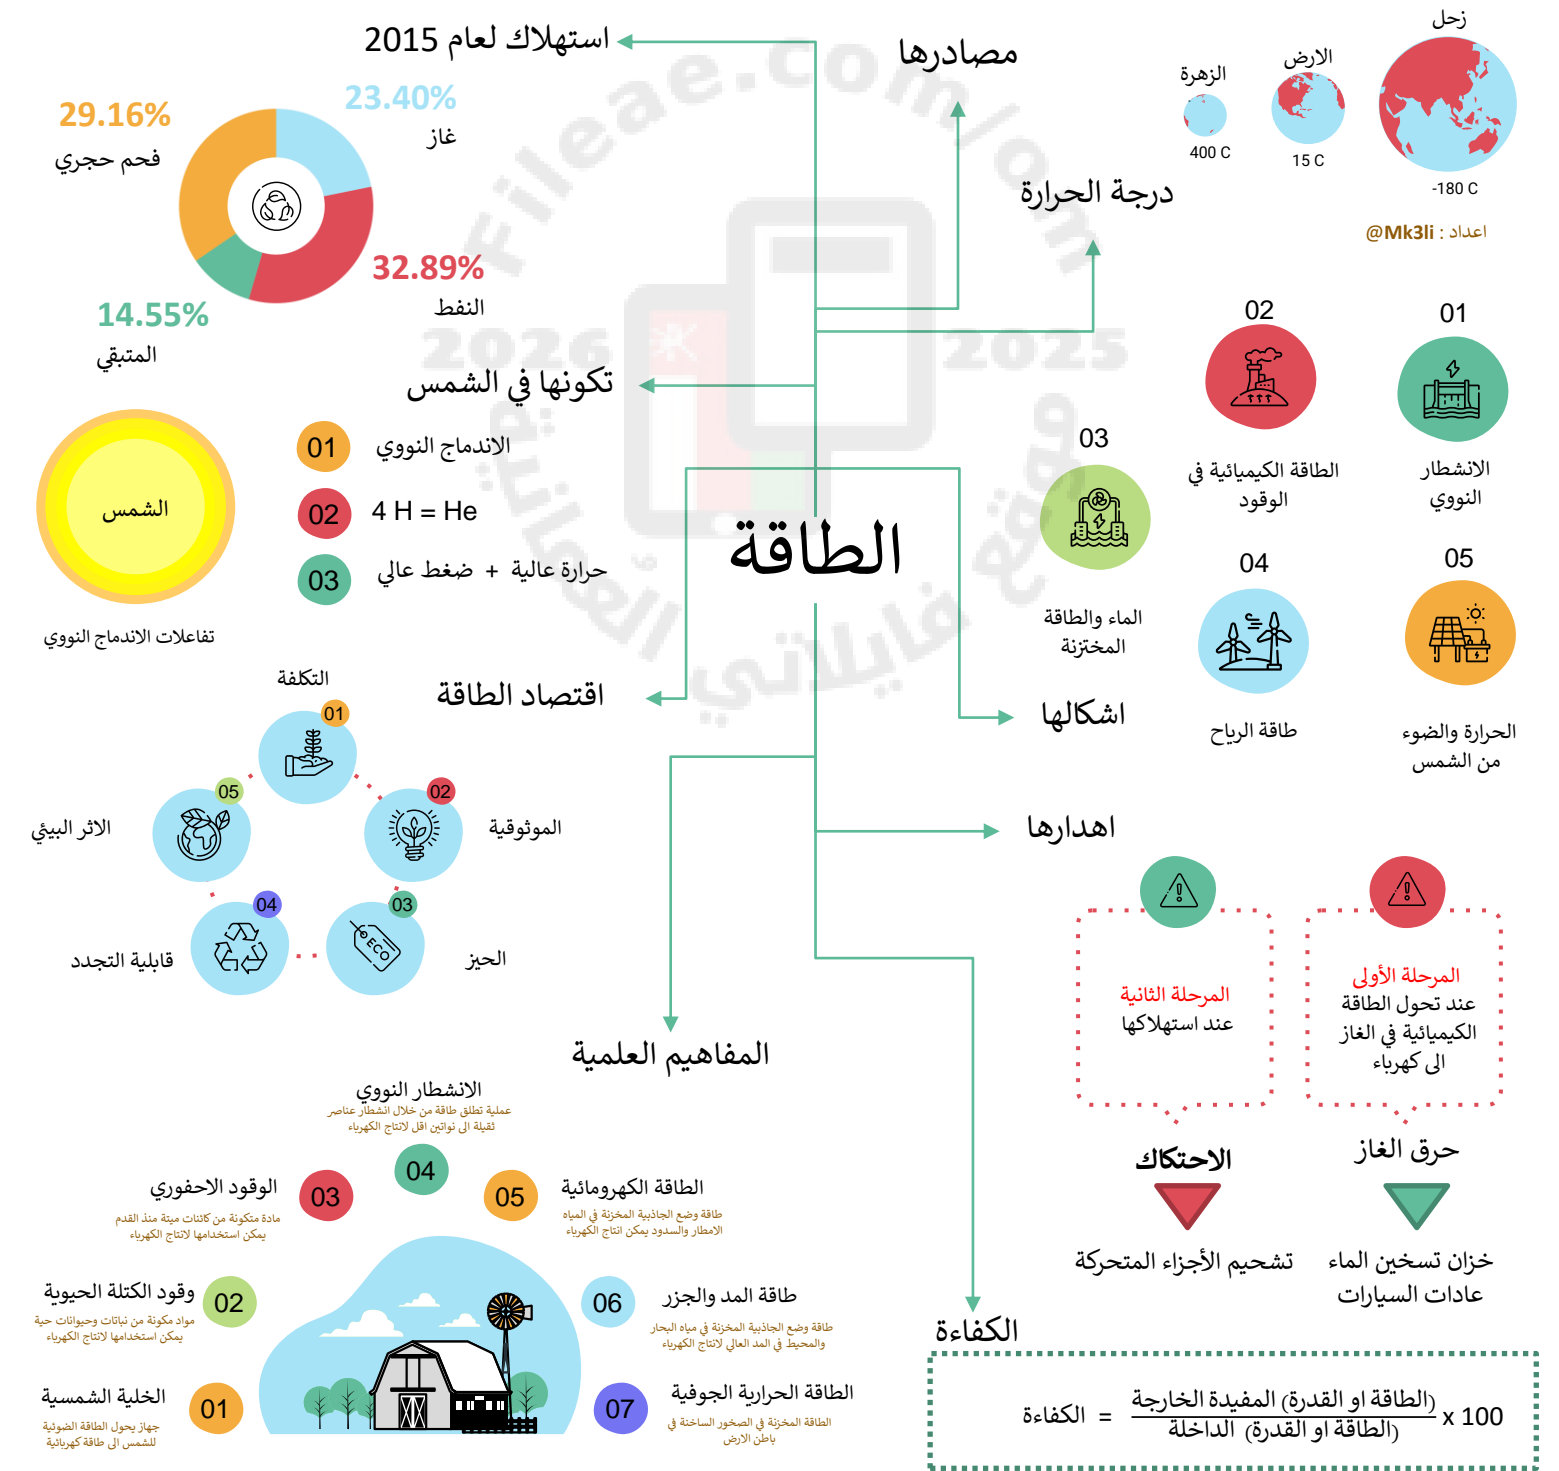 زحل
الارض
الزهرة
400 C
15 C
-180 C
اعداد : Mk3li@
مصادرها
درجة الحرارة
استهلاك لعام 2015
23.40%
غاز
29.16%
فحم حجري
32.89%
النفط
14.55%
المتبقي
تكونها في الشمس
01
الاندماج النووي
02
4 H = He
03
حرارة عالية + ضغط عالي
الشمس
تفاعلات الاندماج النووي
الطاقة
01
الانشطار
النووي
02
الطاقة الكيميائية في
الوقود
03
الماء والطاقة
المختزنة
04
طاقة الرياح
05
الحرارة والضوء
من الشمس
اشكالها
اقتصاد الطاقة
التكلفة
01
02
الموثوقية
03
الحيز
04
قابلية التجدد
05
الاثر البيئي
ECO
اهدارها
المرحلة الأولى
عند تحول الطاقة
الكيميائية في الغاز
الى كهرباء
حرق الغاز
خزان تسخين الماء
عادات السيارات
المرحلة الثانية
عند استهلاكها
الاحتكاك
تشحيم الأجزاء المتحركة
المفاهيم العلمية
الانشطار النووي
عملية تطلق طاقة من خلال انشطار عناصر
ثقيلة الى نواتين اقل لانتاج الكهرباء
04
05
الطاقة الكهرومائية
طاقة وضع الجاذبية المخزنة في المياه
الامطار والسدود يمكن انتاج الكهرباء
03
الوقود الاحفوري
مادة متكونة من كائنات ميتة منذ القدم
يمكن استخدامها لانتاج الكهرباء
06
طاقة المد والجزر
طاقة وضع الجاذبية المخزنة في مياه البحار
والمحيط في المد العالي لانتاج الكهرباء
02
وقود الكتلة الحيوية
مواد مكونة من نباتات وحيوانات حية
يمكن استخدامها لانتاج الكهرباء
07
الطاقة الحرارية الجوفية
الطاقة المخزنة في الصخور الساخنة في
باطن الارض
01
الخلية الشمسية
جهاز يحول الطاقة الضوئية
للشمس الى طاقة كهربائية
الكفاءة
الكفاءة = (الطاقة او القدرة) المفيدة الخارجة x 100
(الطاقة او القدرة) الداخلة
Fileae.com/om
2026
2025
موقع فايلاتي العُمانية